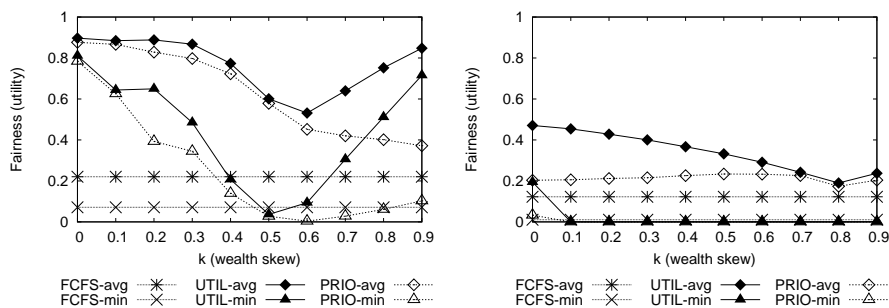 1
0.8
0.6
0.4
0.2
0
Fairness (utility)
0 0.1 0.2 0.3 0.4 0.5 0.6 0.7 0.8 0.9
k (wealth skew)
FCFS-avg UTIL-avg PRIO-avg
FCFS-min UTIL-min PRIO-min
1
0.8
0.6
0.4
0.2
0
Fairness (utility)
0 0.1 0.2 0.3 0.4 0.5 0.6 0.7 0.8 0.9
k (wealth skew)
FCFS-avg UTIL-avg PRIO-avg
FCFS-min UTIL-min PRIO-min